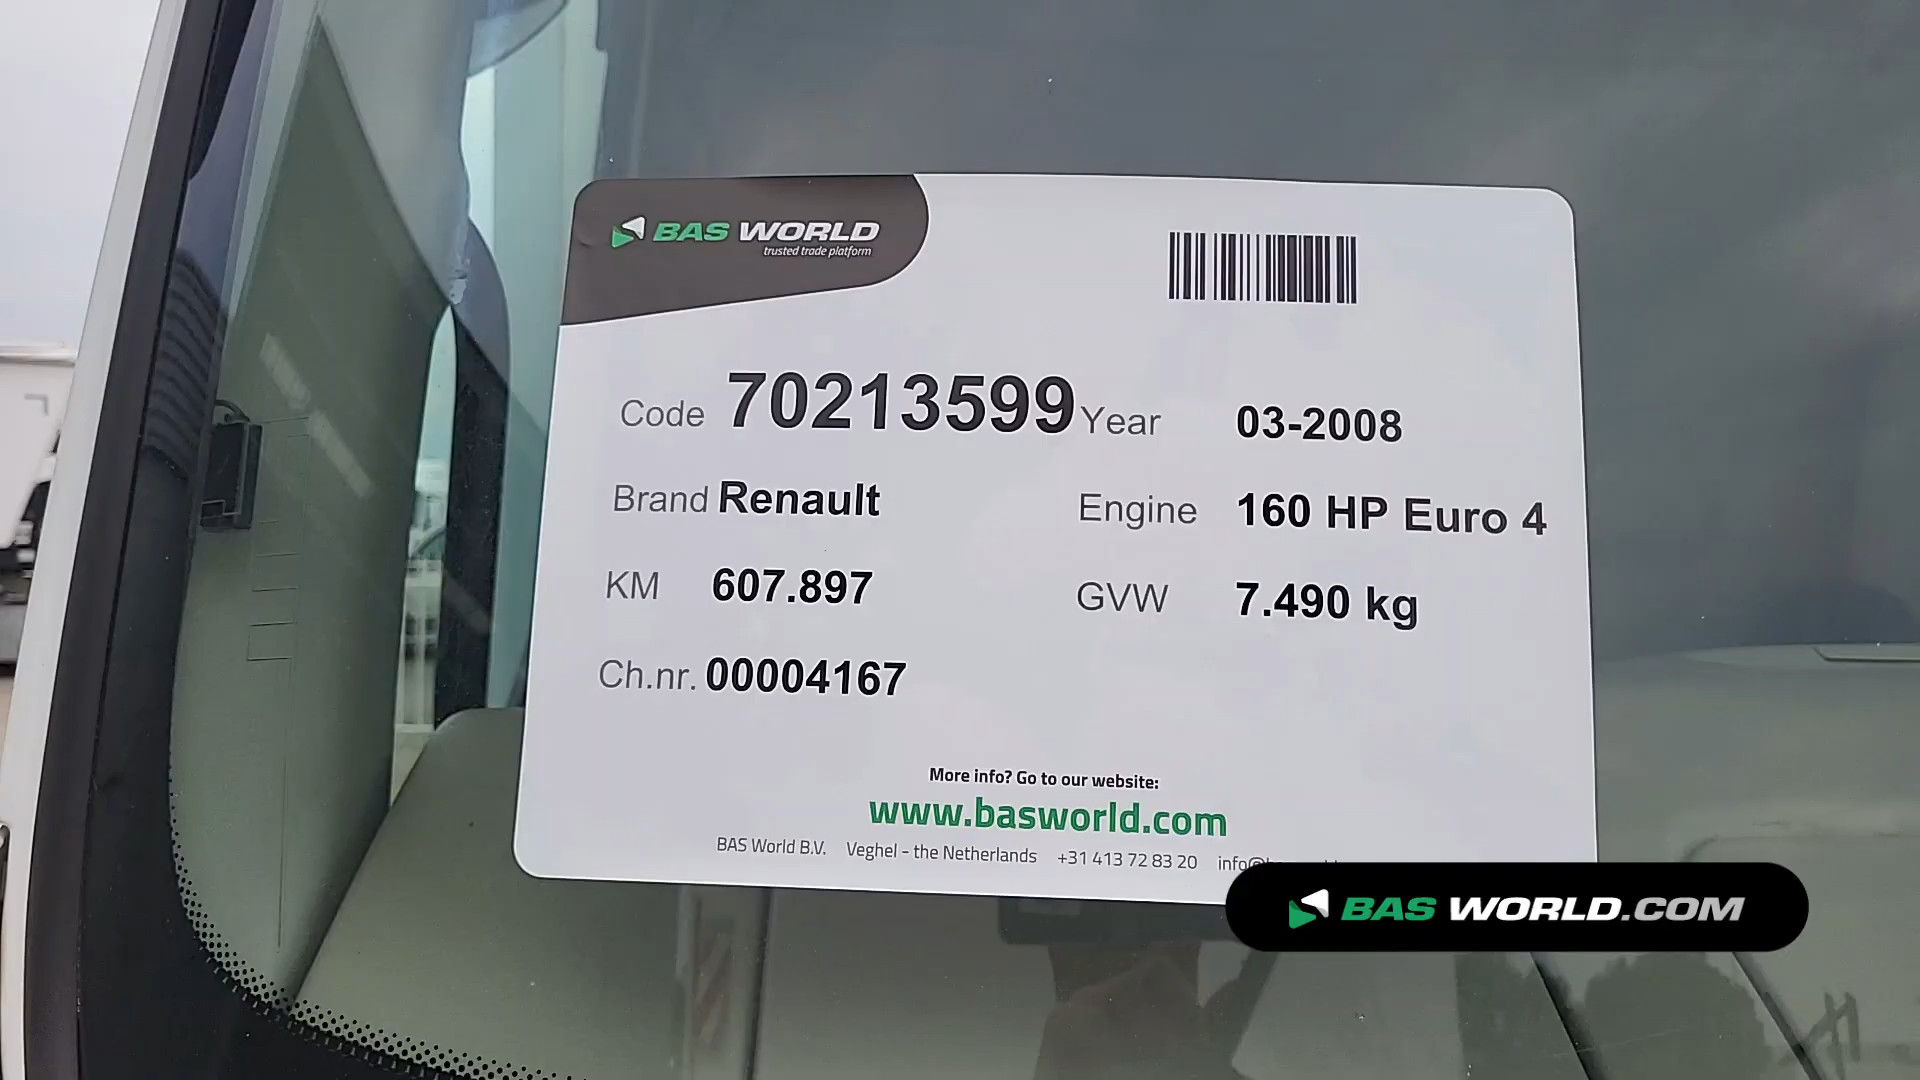 BAS WORLD
trusted trade platform
Code 70213599 Year 03-2008
Brand Renault Engine 160 HP Euro 4
KM 607.897 GVW 7.490 kg
Ch.nr. 00004167
More info? Go to our website:
www.basworld.com
BAS World B.V. Veghel - the Netherlands +31 413 72 83 20
BAS WORLD.COM